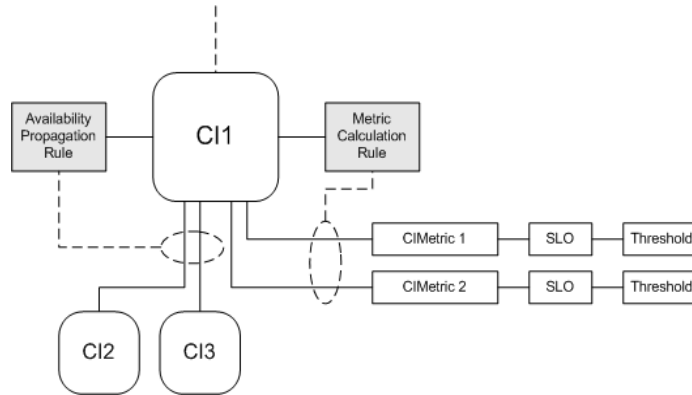 Availability
Propagation
Rule
CI1
Metric
Calculation
Rule
CIMetric 1
SLO
Threshold
CIMetric 2
SLO
Threshold
CI2
CI3